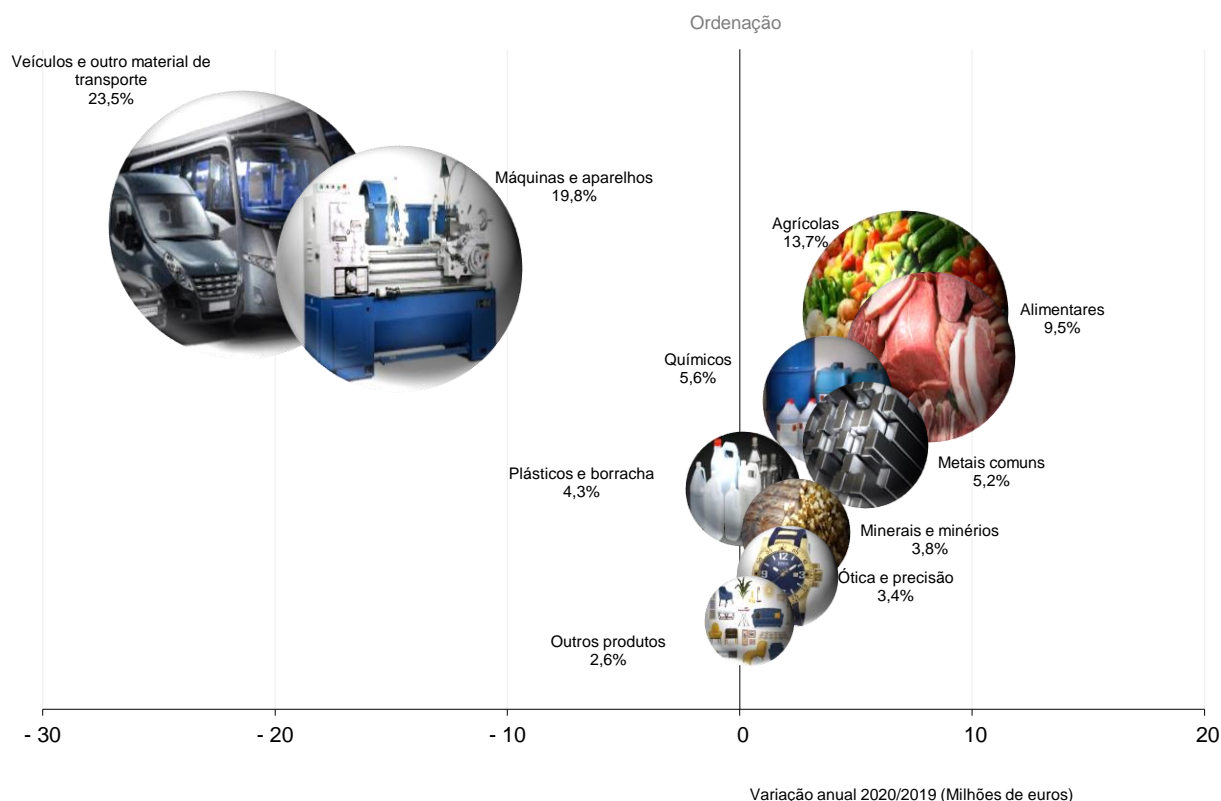 Ordenação
Veículos e outro material de
transporte
23,5%
Máquinas e aparelhos
19,8%
Agrícolas
13,7%
Alimentares
9,5%
Químicos
5,6%
Metais comuns
5,2%
Plásticos e borracha
4,3%
Minerais e minérios
3,8%
Ótica e precisão
3,4%
Outros produtos
2,6%
- 30
- 20
- 10
0
10
20
Variação anual 2020/2019 (Milhões de euros)